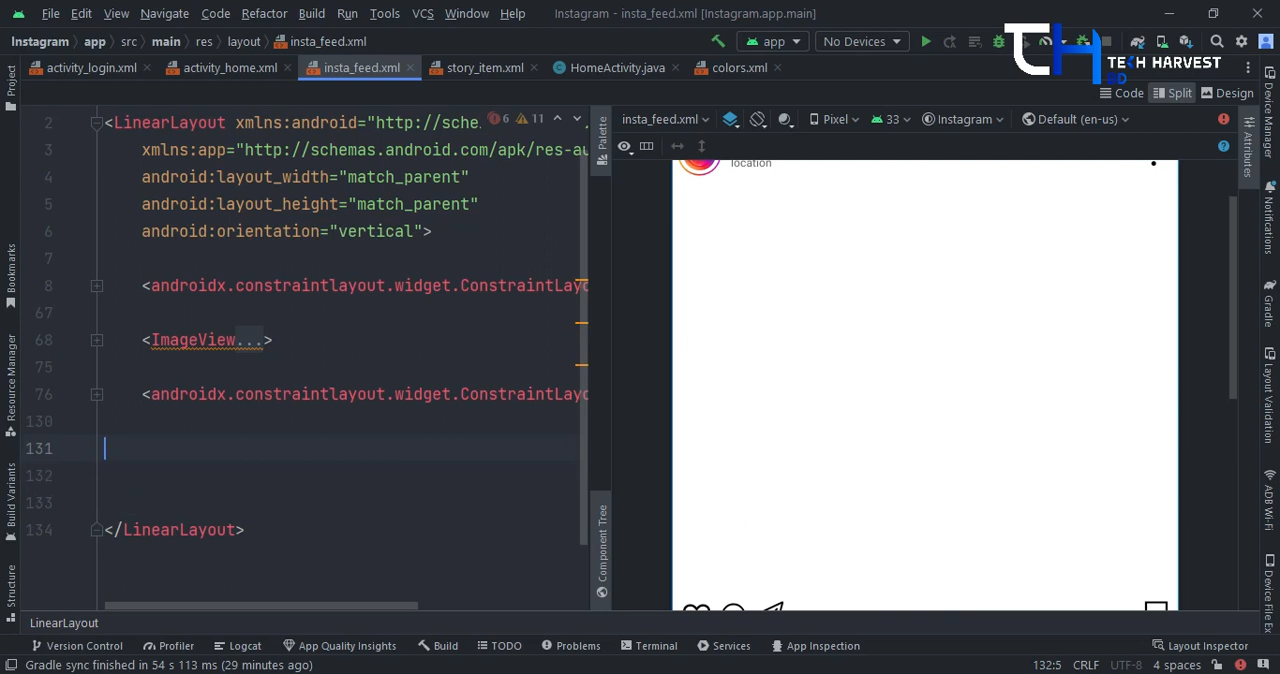 File Edit View Navigate Code Refactor Build Run Tools VCS Window Help Instagram - insta_feed.xml [Instagram.app.main]
Instagram app src main res layout insta_feed.xml app No Devices
TECH HARVEST
activity_login.xml activity_home.xml insta_feed.xml story_item.xml HomeActivity.java colors.xml
Code Split Design
insta_feed.xml Pixel 33 Instagram Default (en-us)
2 <LinearLayout xmlns:android="http://sche. 6 11
3 xmlns:app="http://schemas.android.com/apk/res-au
4 android:layout_width="match_parent"
5 android:layout_height="match_parent"
6 android:orientation="vertical">
7
8 <androidx.constraintlayout.widget.ConstraintLayo
67
68 <ImageView...>
75
76 <androidx.constraintlayout.widget.ConstraintLayo
130
131
132
133
134 </LinearLayout>
location
Project
Bookmarks
Resource Manager
Build Variants
Structure
Palette
Component Tree
Attributes
Device Manager
Notifications
Gradle
Layout Validation
ADB Wi-Fi
Device File Ex
LinearLayout
Version Control Profiler Logcat App Quality Insights Build TODO Problems Terminal Services App Inspection Layout Inspector
Gradle sync finished in 54 s 113 ms (29 minutes ago) 132:5 CRLF UTF-8 4 spaces